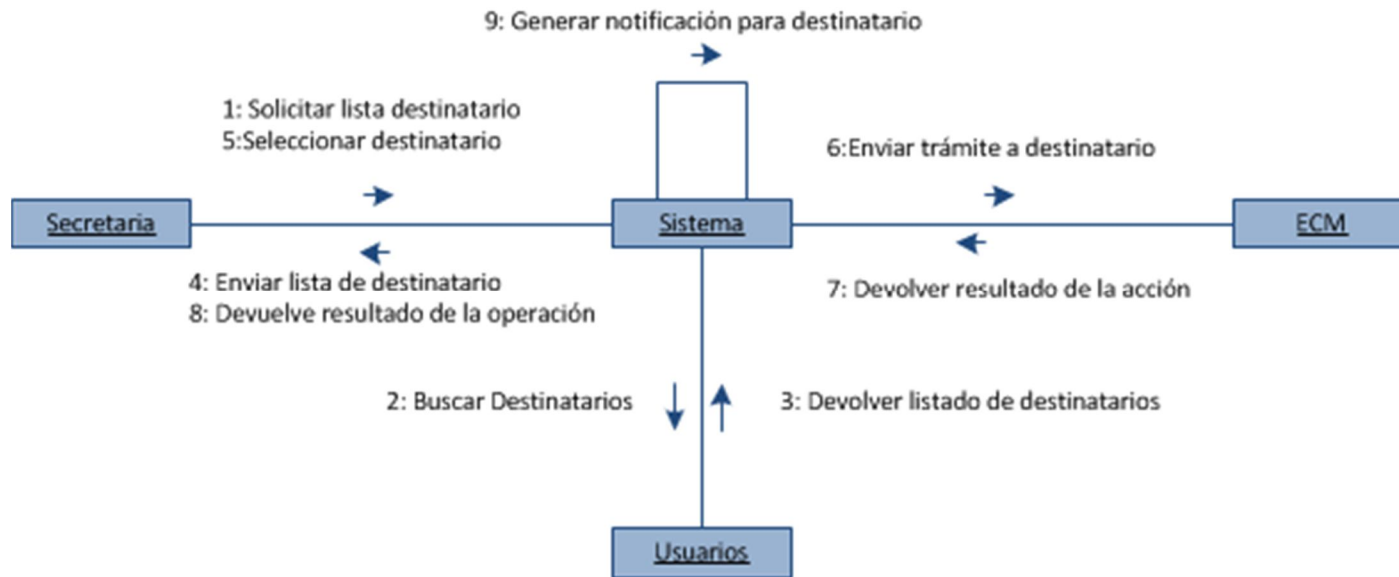 9: Generar notificación para destinatario
1: Solicitar lista destinatario
5:Seleccionar destinatario
6:Enviar trámite a destinatario
Secretaria
Sistema
ECM
4: Enviar lista de destinatario
8: Devuelve resultado de la operación
7: Devolver resultado de la acción
2: Buscar Destinatarios
3: Devolver listado de destinatarios
Usuarios